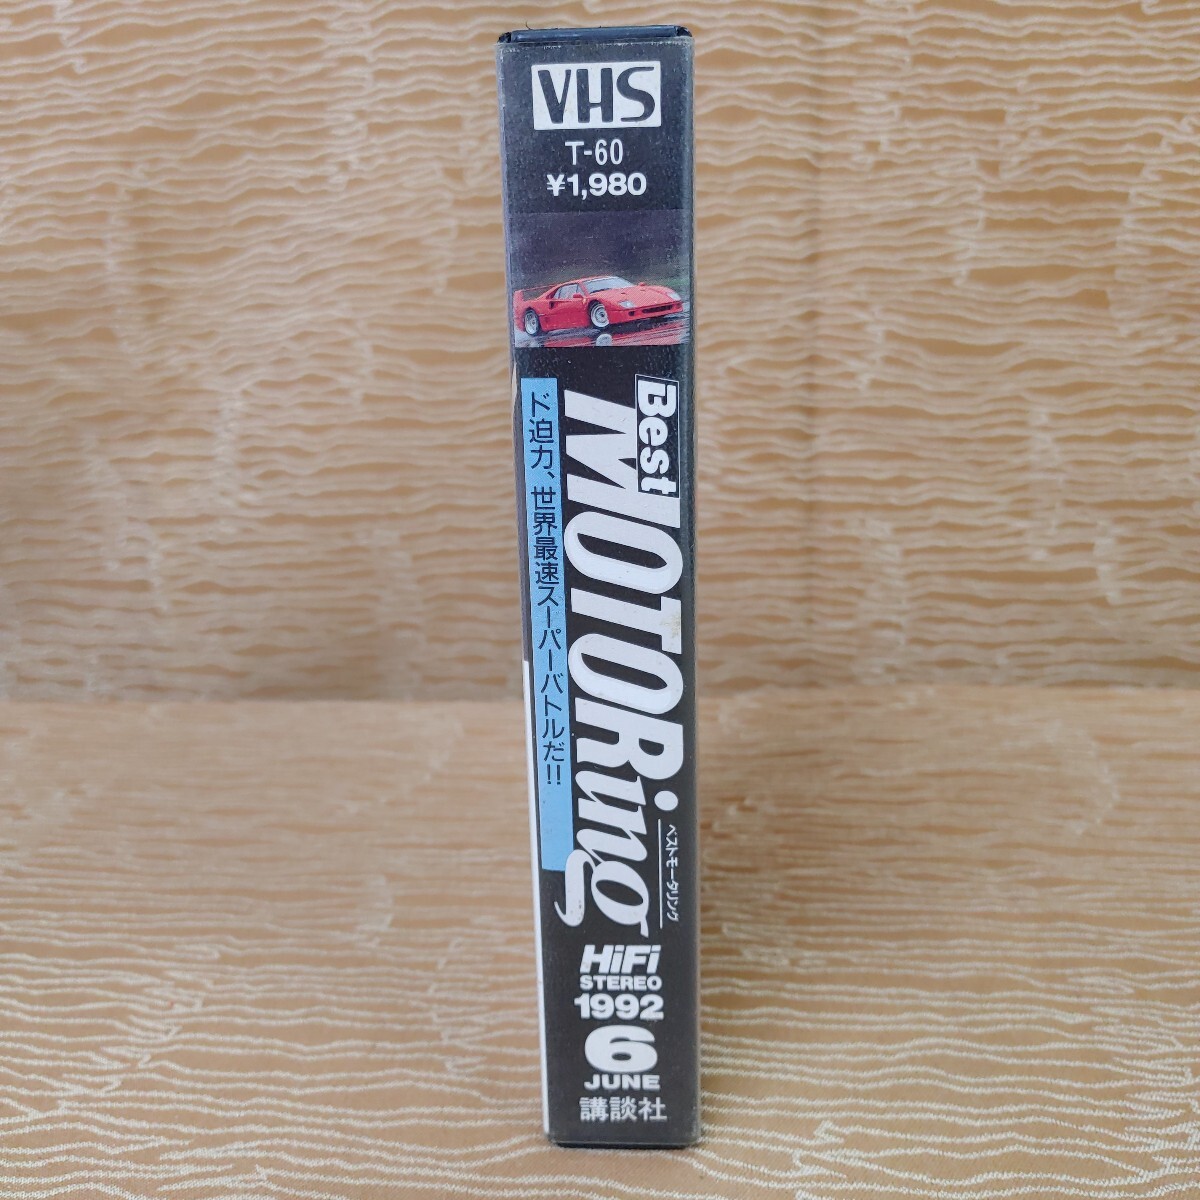 VHS
T-60
¥1,980
Best
MOTORing
ベストモータリング
ド迫力、世界最速スーパーバトルだ!!
HiFi
STEREO
1992
6
JUNE
講談社